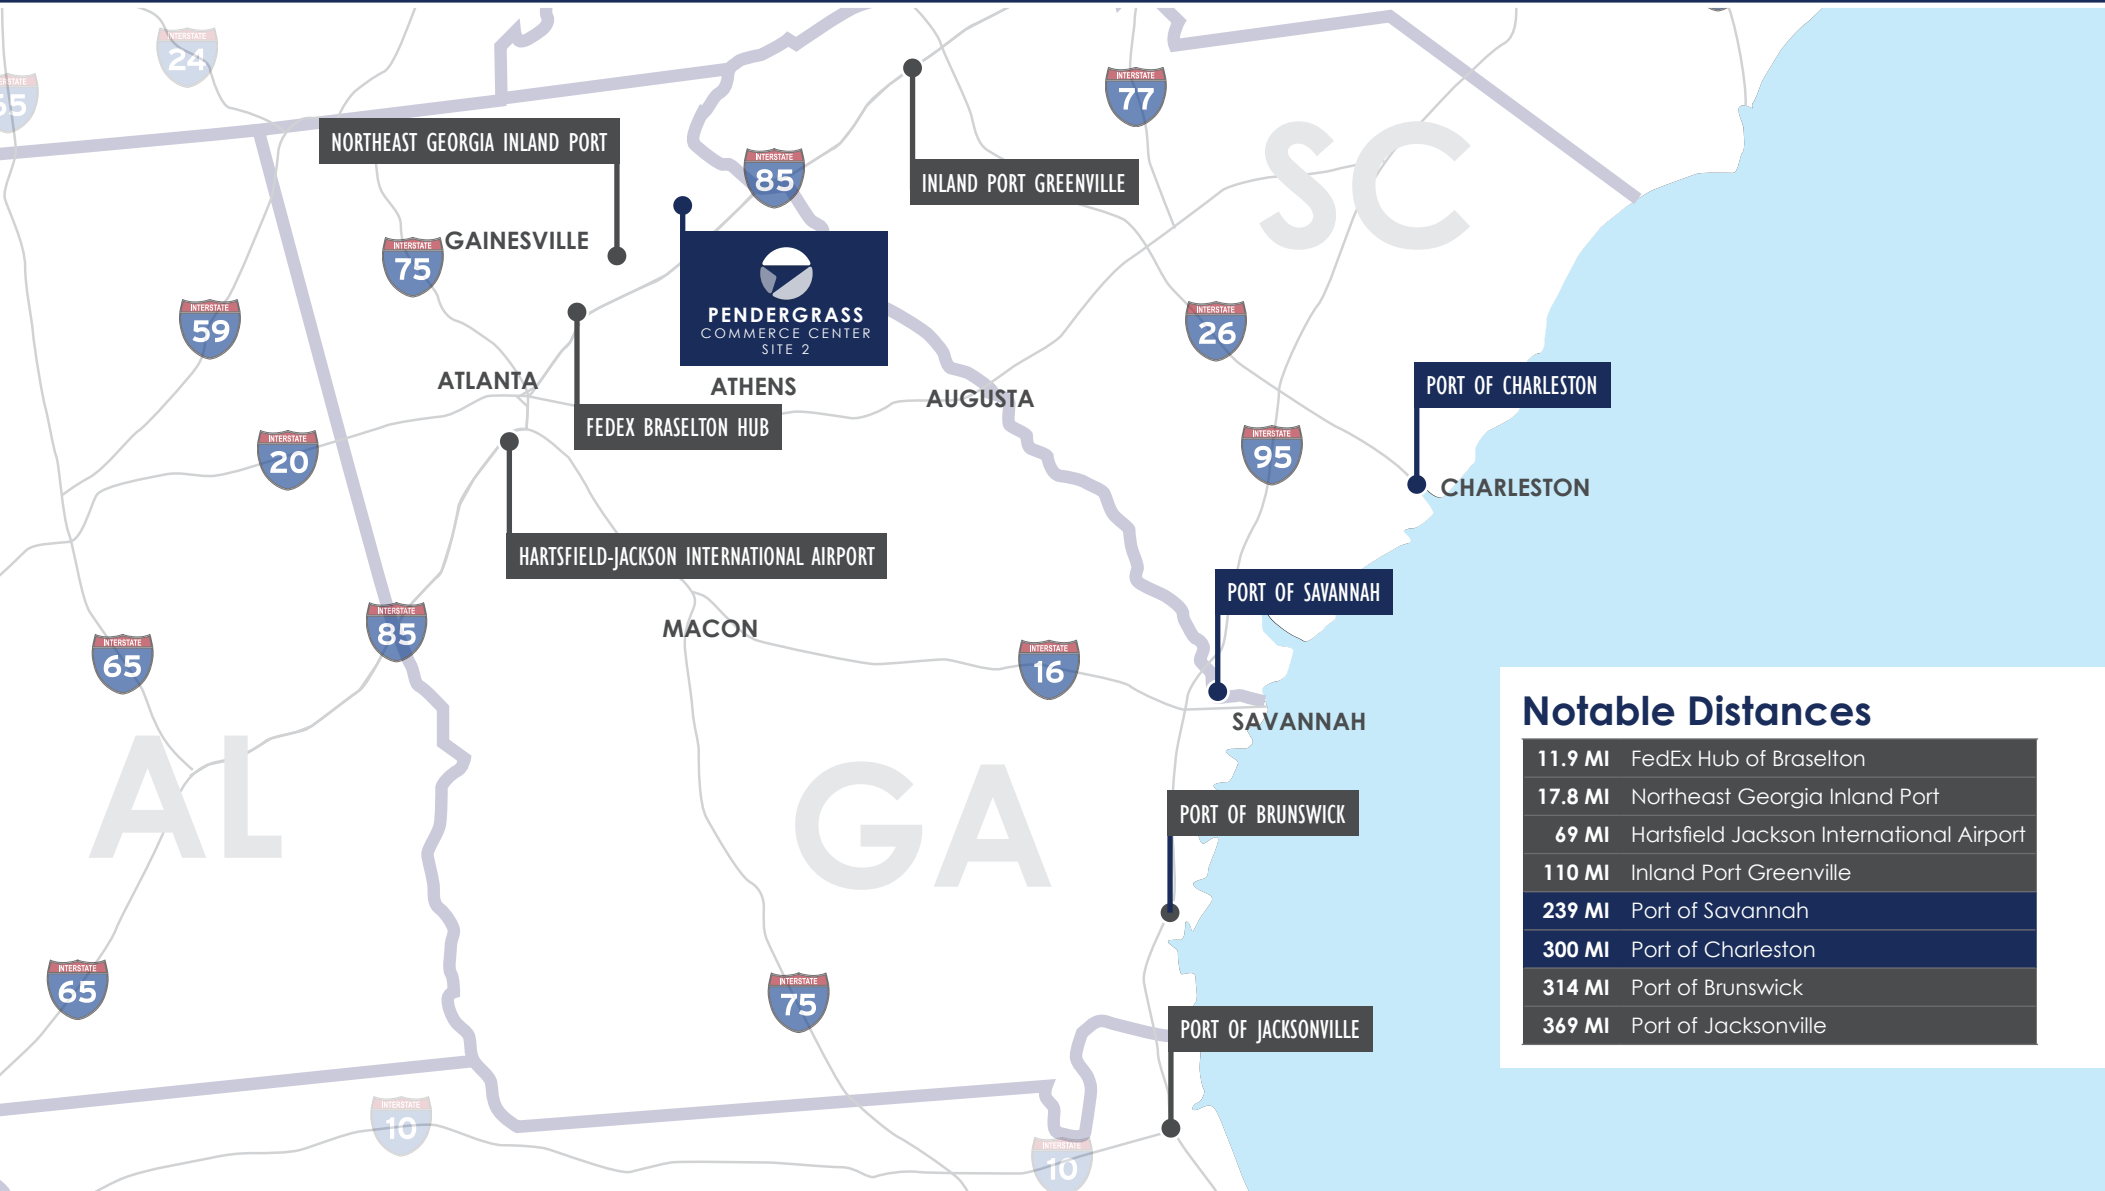 INTERSTATE
24
INTERSTATE
65
INTERSTATE
77
NORTHEAST GEORGIA INLAND PORT
INTERSTATE
85
INLAND PORT GREENVILLE
SC
GAINESVILLE
INTERSTATE
75
PENDERGRASS
COMMERCE CENTER
SITE 2
INTERSTATE
59
INTERSTATE
26
ATLANTA
ATHENS
AUGUSTA
PORT OF CHARLESTON
FEDEX BRASELTON HUB
INTERSTATE
20
INTERSTATE
95
CHARLESTON
HARTSFIELD-JACKSON INTERNATIONAL AIRPORT
PORT OF SAVANNAH
INTERSTATE
85
MACON
INTERSTATE
65
INTERSTATE
16
SAVANNAH
AL
GA
PORT OF BRUNSWICK
INTERSTATE
65
INTERSTATE
75
PORT OF JACKSONVILLE
INTERSTATE
10
INTERSTATE
10
Notable Distances
11.9 MI FedEx Hub of Braselton
17.8 MI Northeast Georgia Inland Port
69 MI Hartsfield Jackson International Airport
110 MI Inland Port Greenville
239 MI Port of Savannah
300 MI Port of Charleston
314 MI Port of Brunswick
369 MI Port of Jacksonville